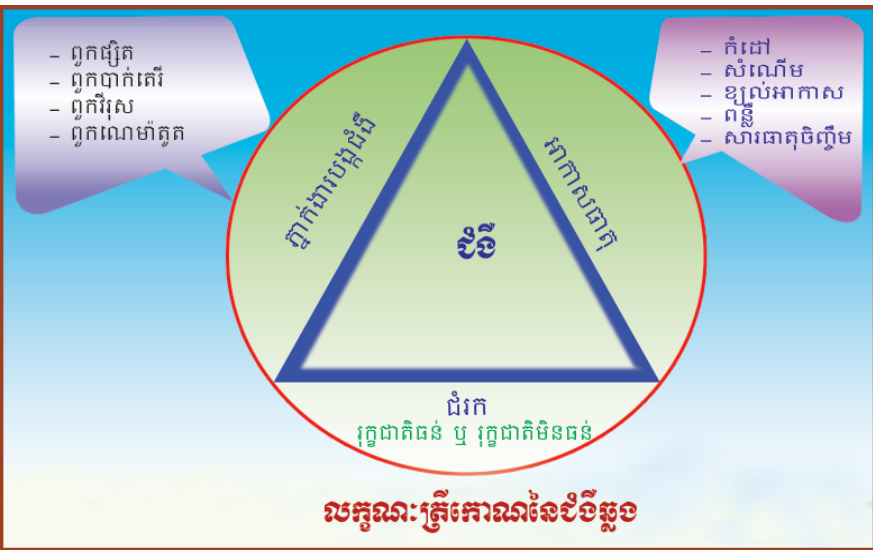 – ពួកផ្សិត
– ពួកបាក់តេរី
– ពួកវីរុស
– ពួកណេម៉ាតូត
– កំដៅ
– សំណើម
– ខ្យល់អាកាស
– ពន្លឺ
– សារធាតុចិញ្ចឹម
ភ្នាក់ងារបង្កជំងឺ
អាកាសធាតុ
ជំងឺ
ជំរក
រុក្ខជាតិធន់ ឬ រុក្ខជាតិមិនធន់
លក្ខណៈត្រីកោណនៃជំងឺឆ្លង